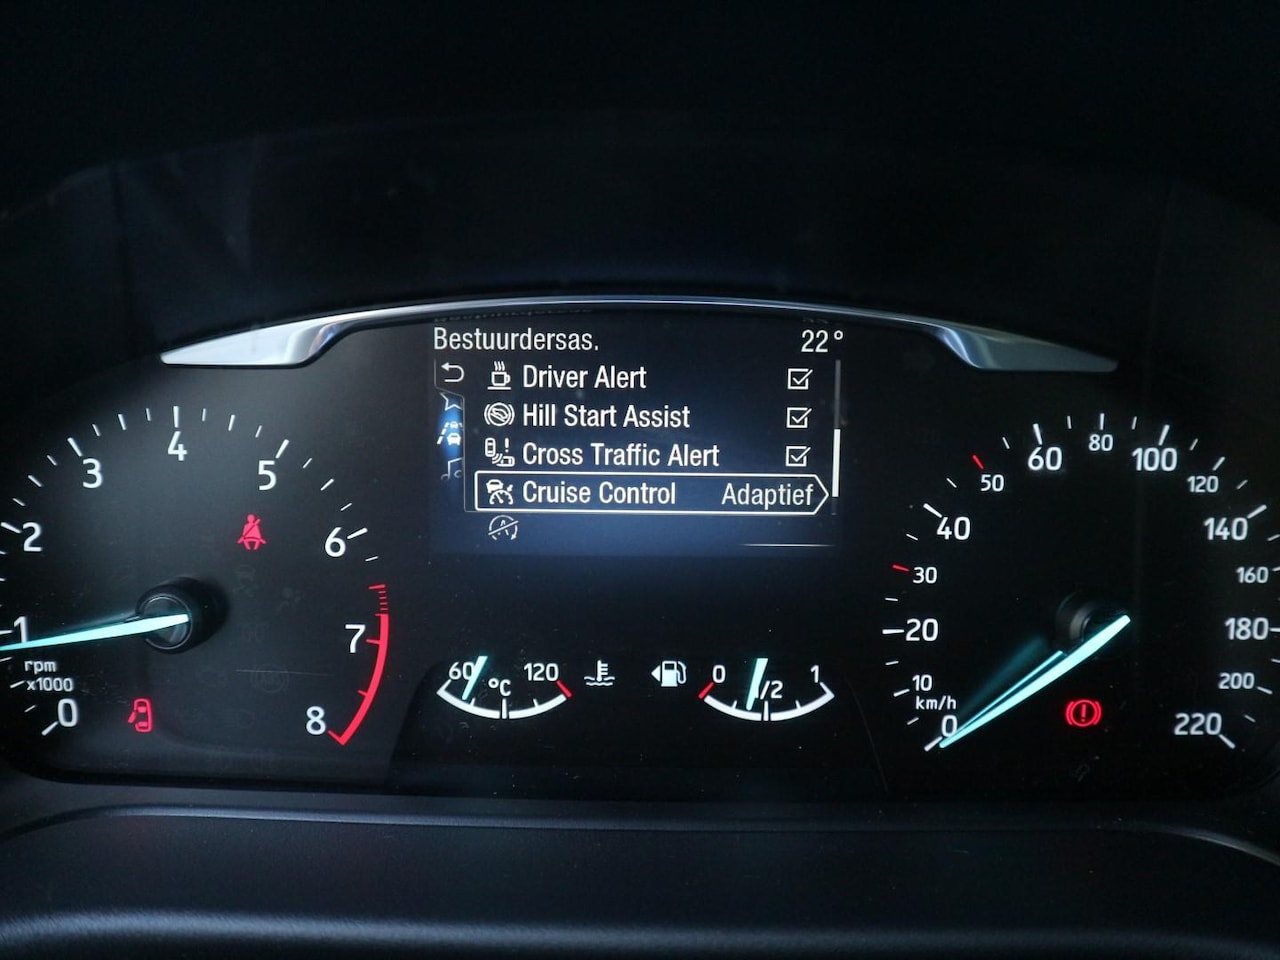 Bestuurdersas. 22°
Driver Alert
Hill Start Assist
Cross Traffic Alert
Cruise Control Adaptief
0 1 2 3 4 5 6 7 8
rpm
x1000
60 °C 120
0 1/2 1
0 10 20 30 40 50 60 80 100 120 140 160 180 200 220
km/h